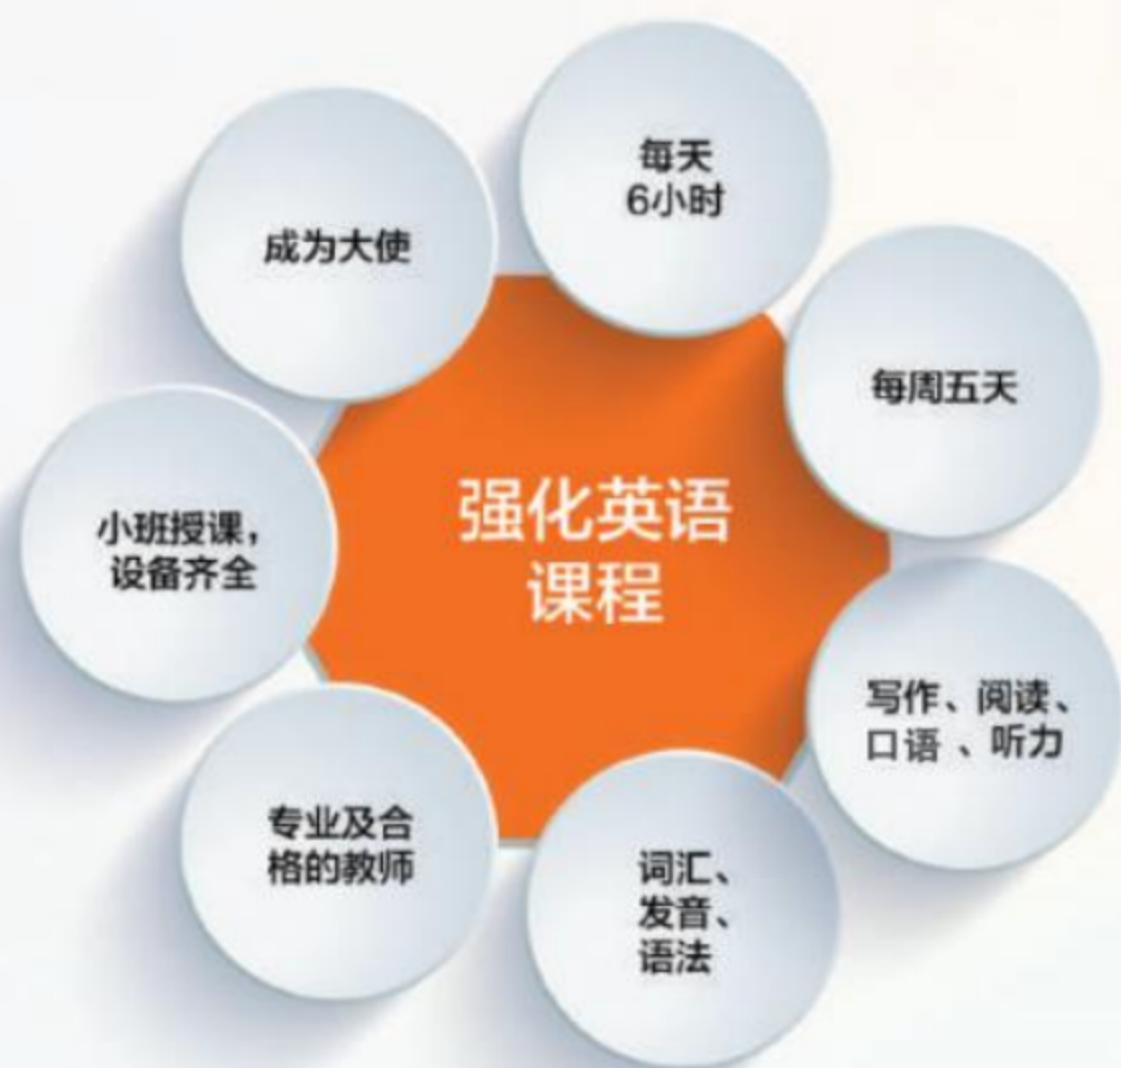 每天
6小时
成为大使
每周五天
强化英语
课程
小班授课，
设备齐全
写作、阅读、
口语、听力
专业及合
格的教师
词汇、
发音、
语法